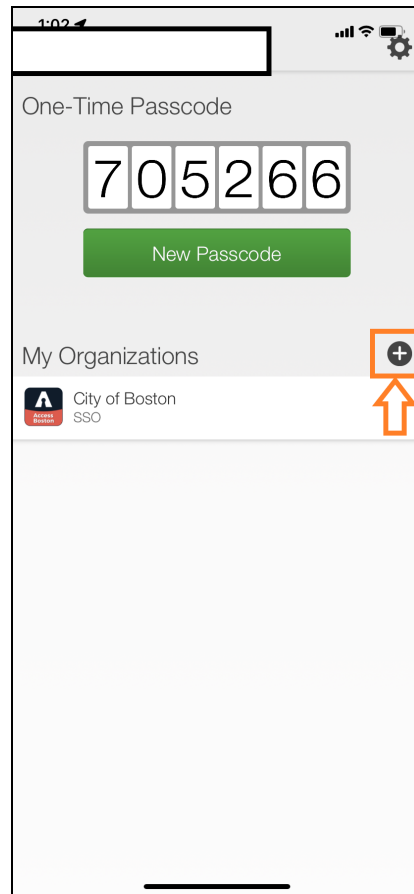 1:02
One-Time Passcode
705266
New Passcode
My Organizations
City of Boston
Access
Boston
SSO